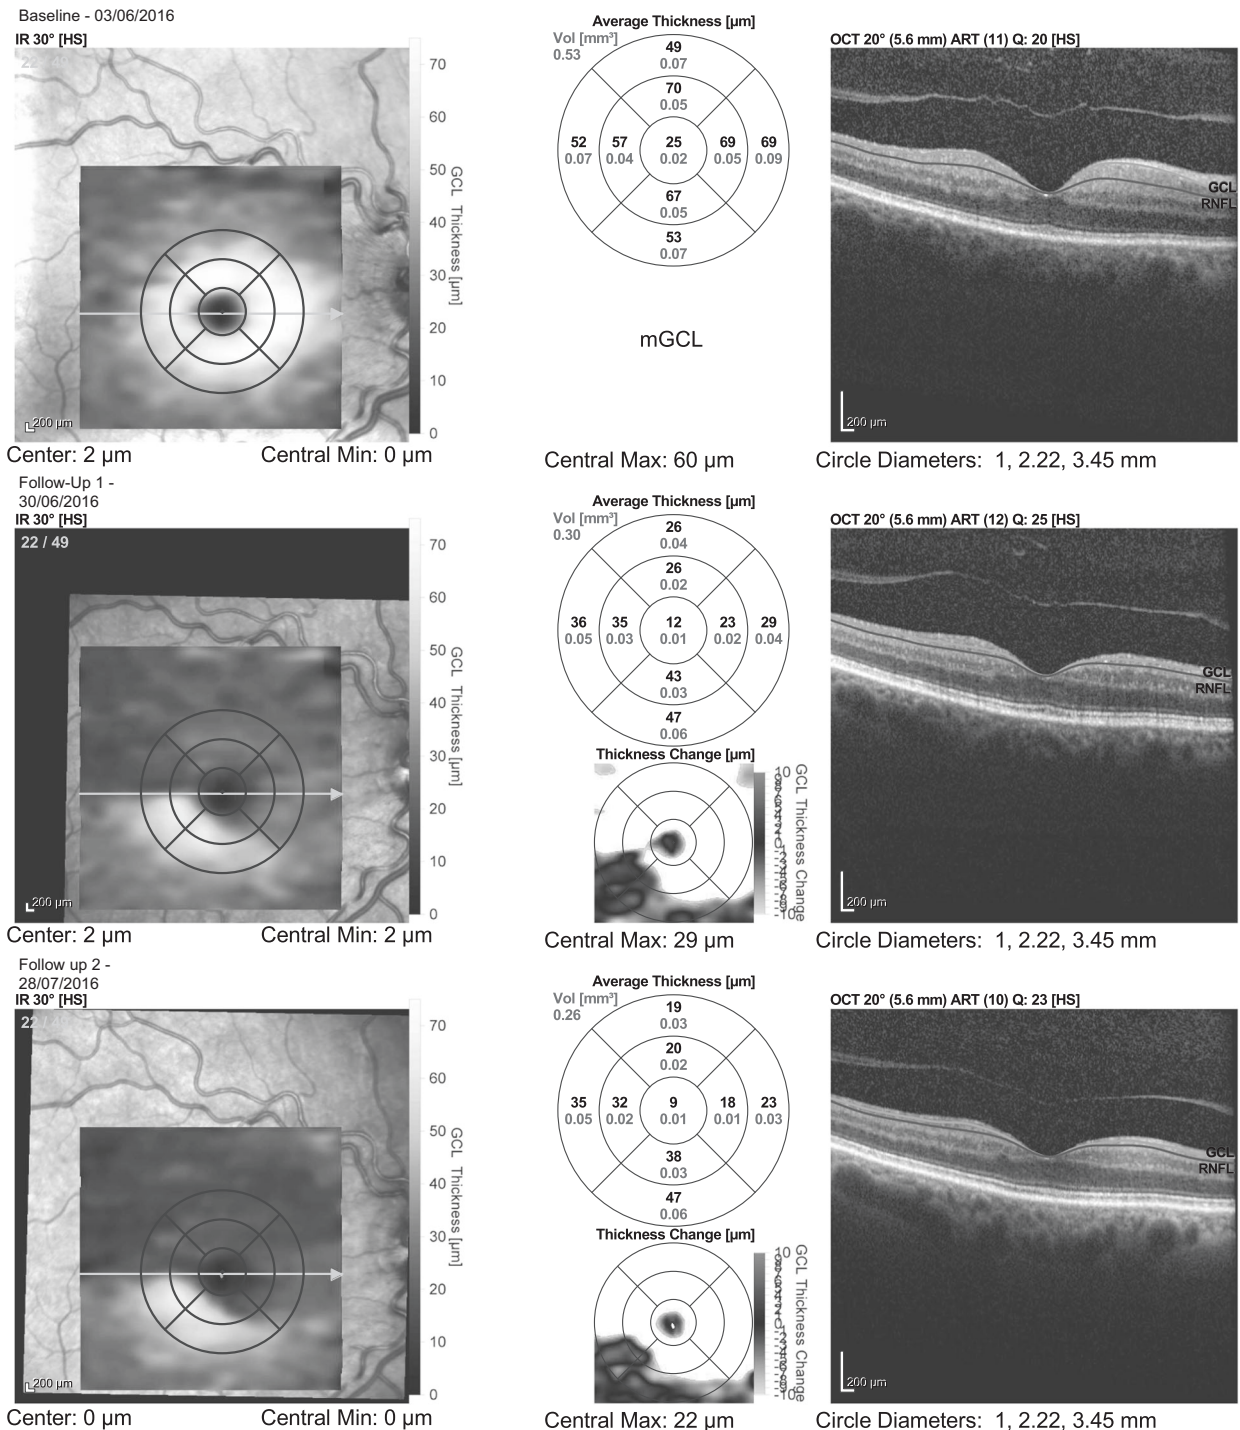 Baseline - 03/06/2016
IR 30° [HS]
70
60
50
40
30
20
10
0
GCL Thickness [µm]
200 µm
Center: 2 µm
Central Min: 0 µm
Average Thickness [µm]
Vol [mm³]
0.53
49
0.07
70
0.05
52 57 25 69 69
0.07 0.04 0.02 0.05 0.09
67
0.05
53
0.07
mGCL
Central Max: 60 µm
OCT 20° (5.6 mm) ART (11) Q: 20 [HS]
GCL
RNFL
200 µm
Circle Diameters: 1, 2.22, 3.45 mm
Follow-Up 1 -
30/06/2016
IR 30° [HS]
22 / 49
70
60
50
40
30
20
10
0
GCL Thickness [µm]
200 µm
Center: 2 µm
Central Min: 2 µm
Average Thickness [µm]
Vol [mm³]
0.30
26
0.04
26
0.02
36 35 12 23 29
0.05 0.03 0.01 0.02 0.04
43
0.03
47
0.06
Thickness Change [µm]
10
0
-10
GCL Thickness Change
Central Max: 29 µm
OCT 20° (5.6 mm) ART (12) Q: 25 [HS]
GCL
RNFL
200 µm
Circle Diameters: 1, 2.22, 3.45 mm
Follow up 2 -
28/07/2016
IR 30° [HS]
22
70
60
50
40
30
20
10
0
GCL Thickness [µm]
200 µm
Center: 0 µm
Central Min: 0 µm
Average Thickness [µm]
Vol [mm³]
0.26
19
0.03
20
0.02
35 32 9 18 23
0.05 0.02 0.01 0.01 0.03
38
0.03
47
0.06
Thickness Change [µm]
10
0
-10
GCL Thickness Change
Central Max: 22 µm
OCT 20° (5.6 mm) ART (10) Q: 23 [HS]
GCL
RNFL
200 µm
Circle Diameters: 1, 2.22, 3.45 mm